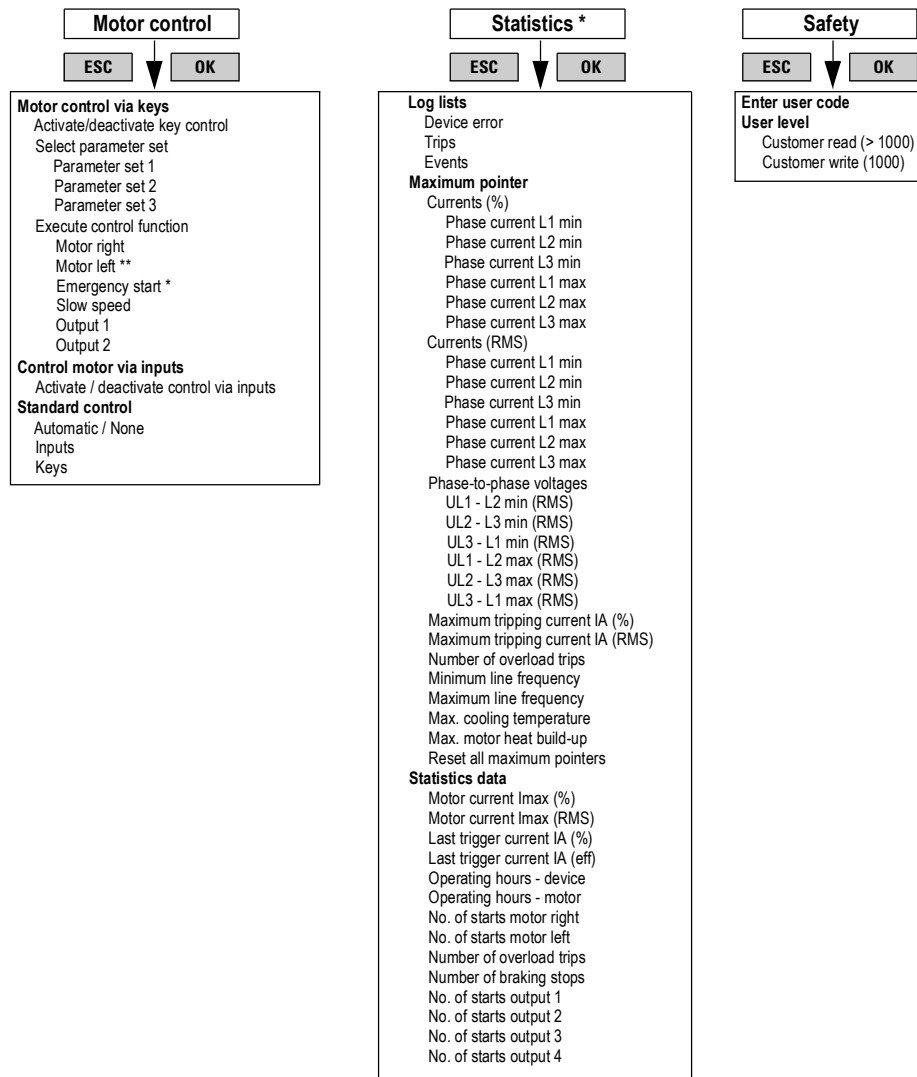 Motor control
ESC
OK
Motor control via keys
Activate/deactivate key control
Select parameter set
Parameter set 1
Parameter set 2
Parameter set 3
Execute control function
Motor right
Motor left **
Emergency start *
Slow speed
Output 1
Output 2
Control motor via inputs
Activate / deactivate control via inputs
Standard control
Automatic / None
Inputs
Keys
Statistics *
ESC
OK
Log lists
Device error
Trips
Events
Maximum pointer
Currents (%)
Phase current L1 min
Phase current L2 min
Phase current L3 min
Phase current L1 max
Phase current L2 max
Phase current L3 max
Currents (RMS)
Phase current L1 min
Phase current L2 min
Phase current L3 min
Phase current L1 max
Phase current L2 max
Phase current L3 max
Phase-to-phase voltages
UL1 - L2 min (RMS)
UL2 - L3 min (RMS)
UL3 - L1 min (RMS)
UL1 - L2 max (RMS)
UL2 - L3 max (RMS)
UL3 - L1 max (RMS)
Maximum tripping current IA (%)
Maximum tripping current IA (RMS)
Number of overload trips
Minimum line frequency
Maximum line frequency
Max. cooling temperature
Max. motor heat build-up
Reset all maximum pointers
Statistics data
Motor current Imax (%)
Motor current Imax (RMS)
Last trigger current IA (%)
Last trigger current IA (eff)
Operating hours - device
Operating hours - motor
No. of starts motor right
No. of starts motor left
Number of overload trips
Number of braking stops
No. of starts output 1
No. of starts output 2
No. of starts output 3
No. of starts output 4
Safety
ESC
OK
Enter user code
User level
Customer read (> 1000)
Customer write (1000)